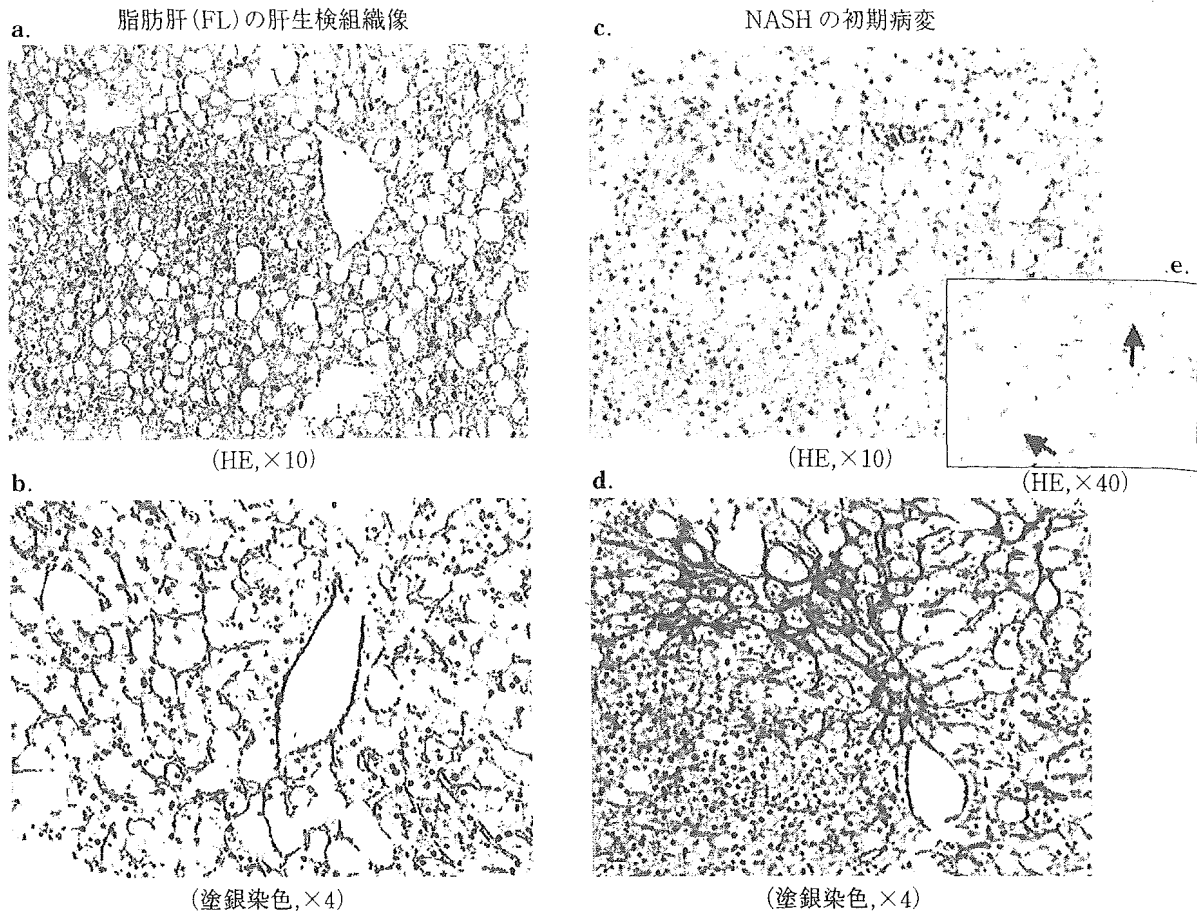 脂肪肝(FL)の肝生検組織像
a.
(HE,×10)
b.
(塗銀染色,×4)
NASHの初期病変
c.
(HE,×10)
e.
(HE,×40)
d.
(塗銀染色,×4)